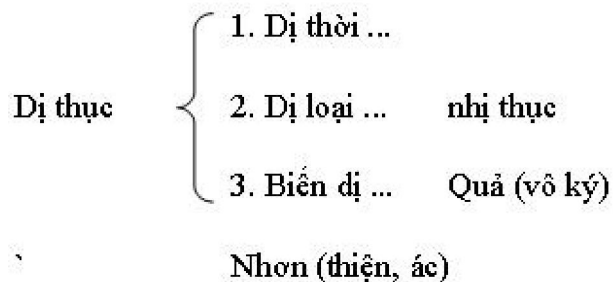 1. Dị thời ...
Dị thục 2. Dị loại ... nhị thục
3. Biến dị ... Quả (vô ký)
` Nhơn (thiện, ác)